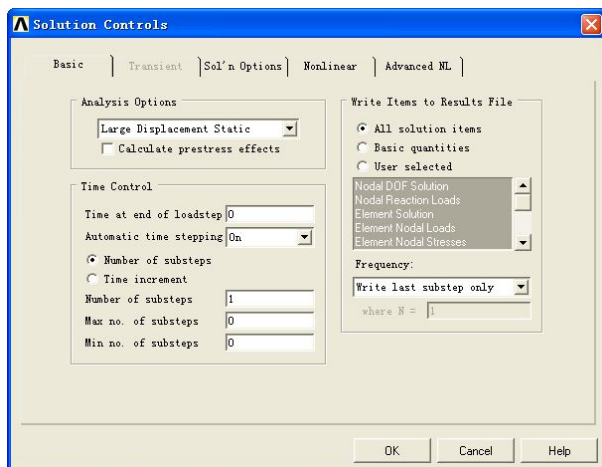 Solution Controls
Basic
Transient
Sol'n Options
Nonlinear
Advanced NL
Analysis Options
Large Displacement Static
Calculate prestress effects
Time Control
Time at end of loadstep 0
Automatic time stepping On
Number of substeps
Time increment
Number of substeps 1
Max no. of substeps 0
Min no. of substeps 0
Write Items to Results File
All solution items
Basic quantities
User selected
Nodal DOF Solution
Nodal Reaction Loads
Element Solution
Element Nodal Loads
Element Nodal Stresses
Frequency:
Write last substep only
where N = 1
OK
Cancel
Help